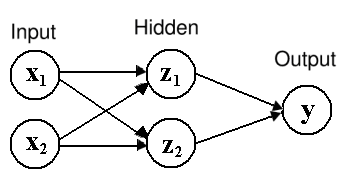 Input
Hidden
Output
x1
z1
y
x2
z2